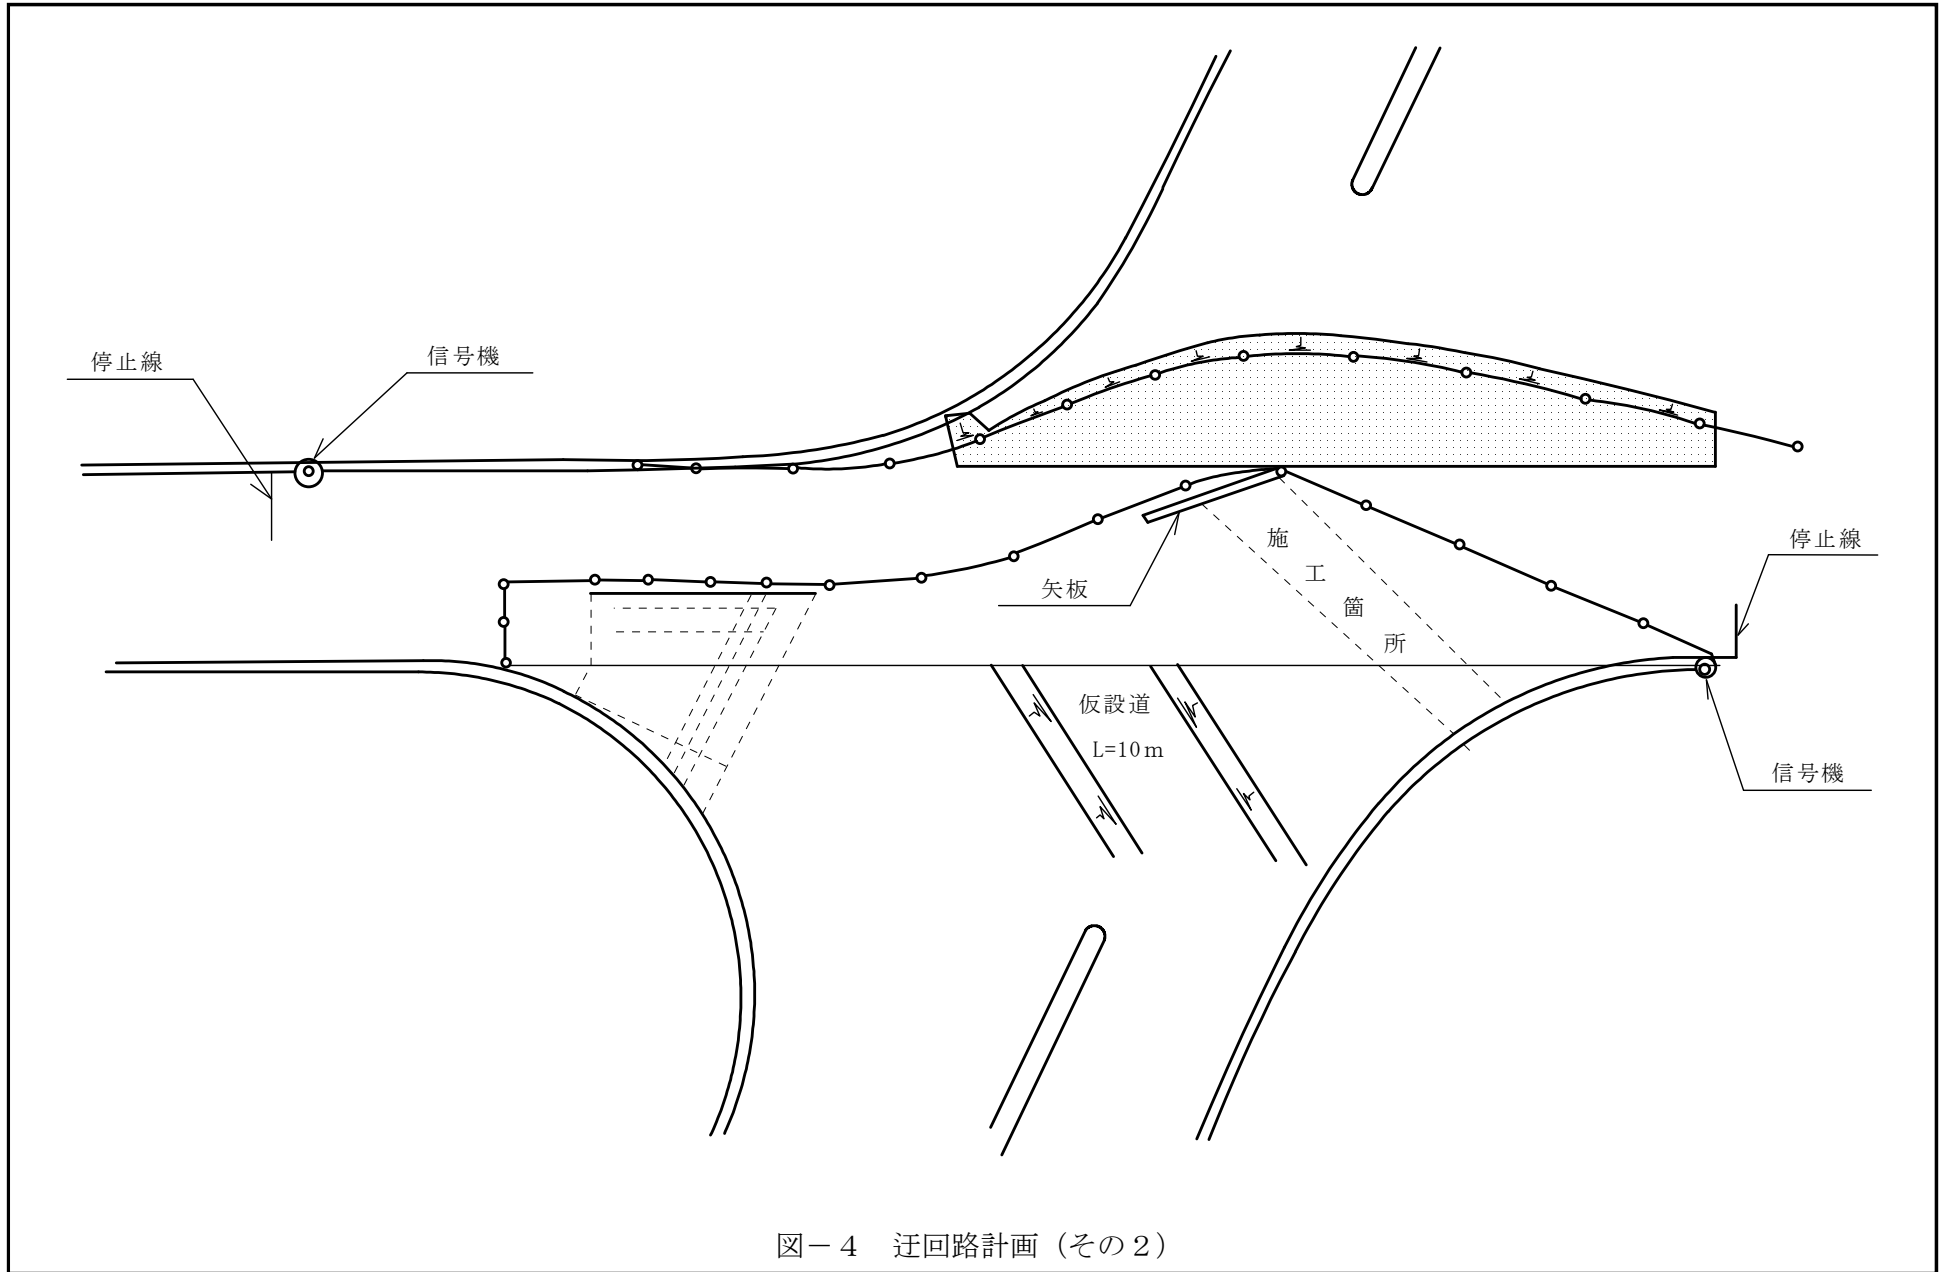 停止線
信号機
施
工
箇
所
停止線
矢板
仮設道
L=10m
信号機
図－４　迂回路計画（その２）